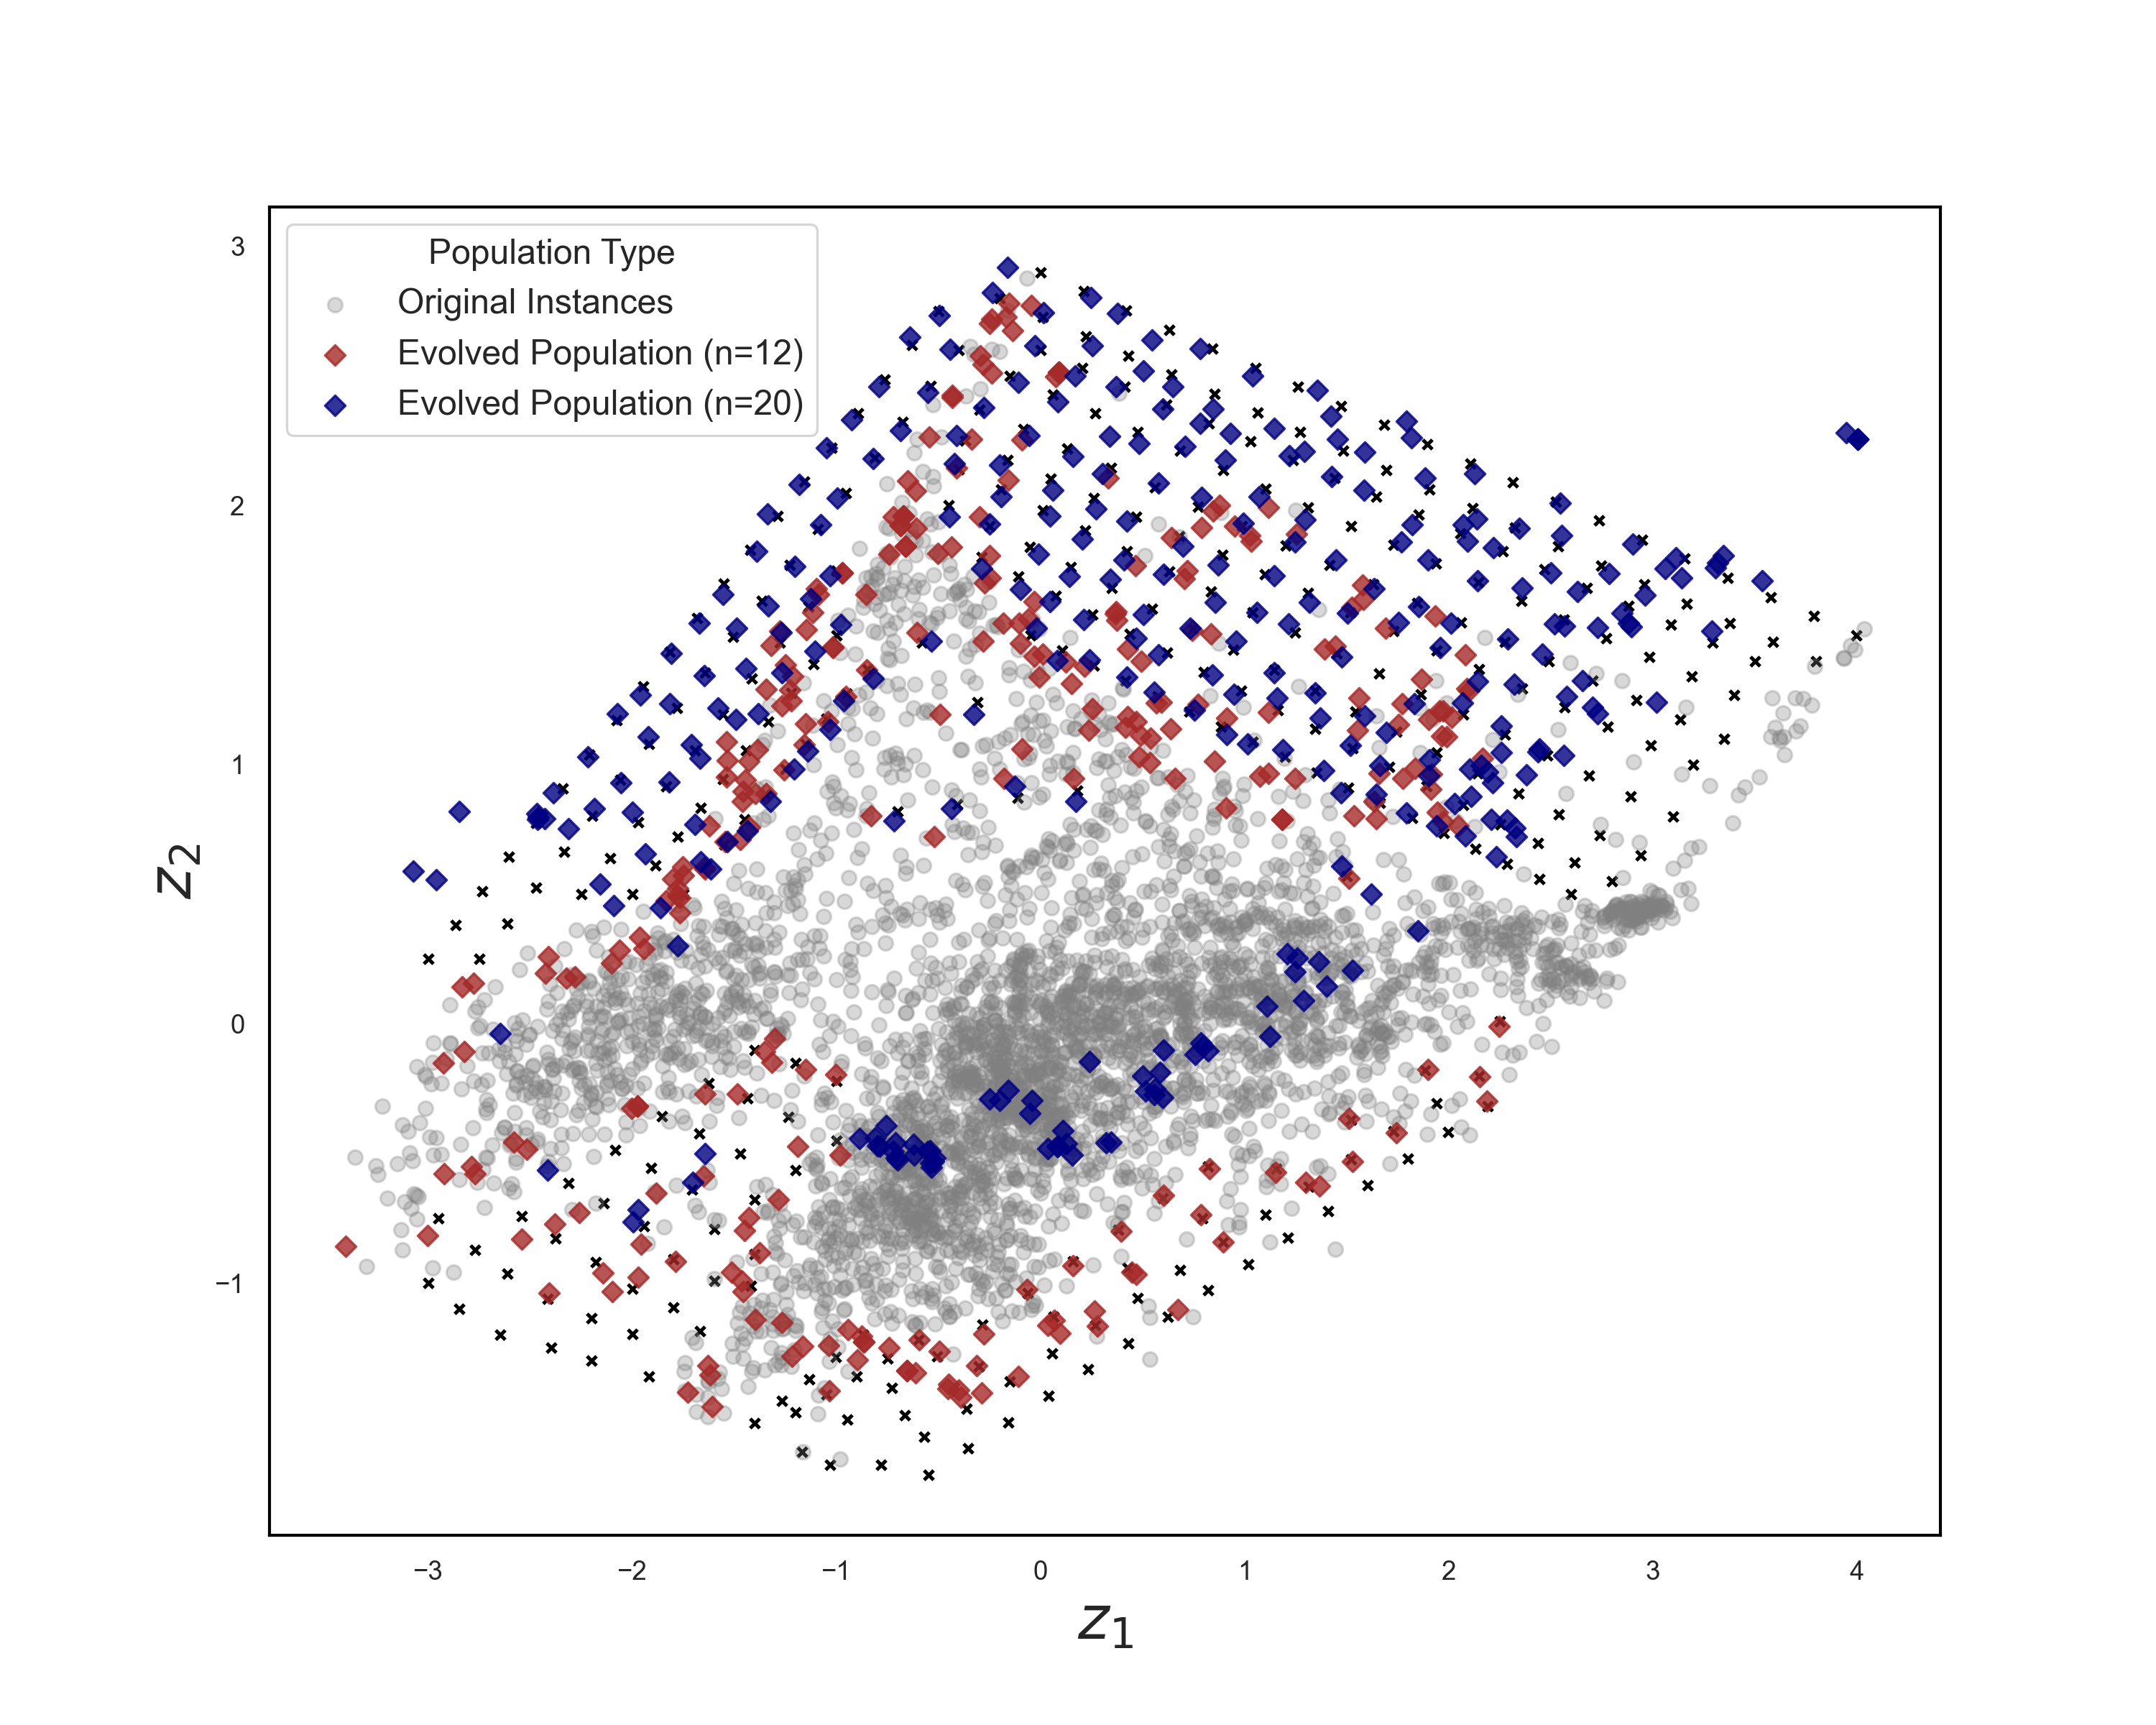 Population Type
Original Instances
Evolved Population (n=12)
Evolved Population (n=20)
3
2
1
0
−1
z2
−3
−2
−1
0
1
2
3
4
z1